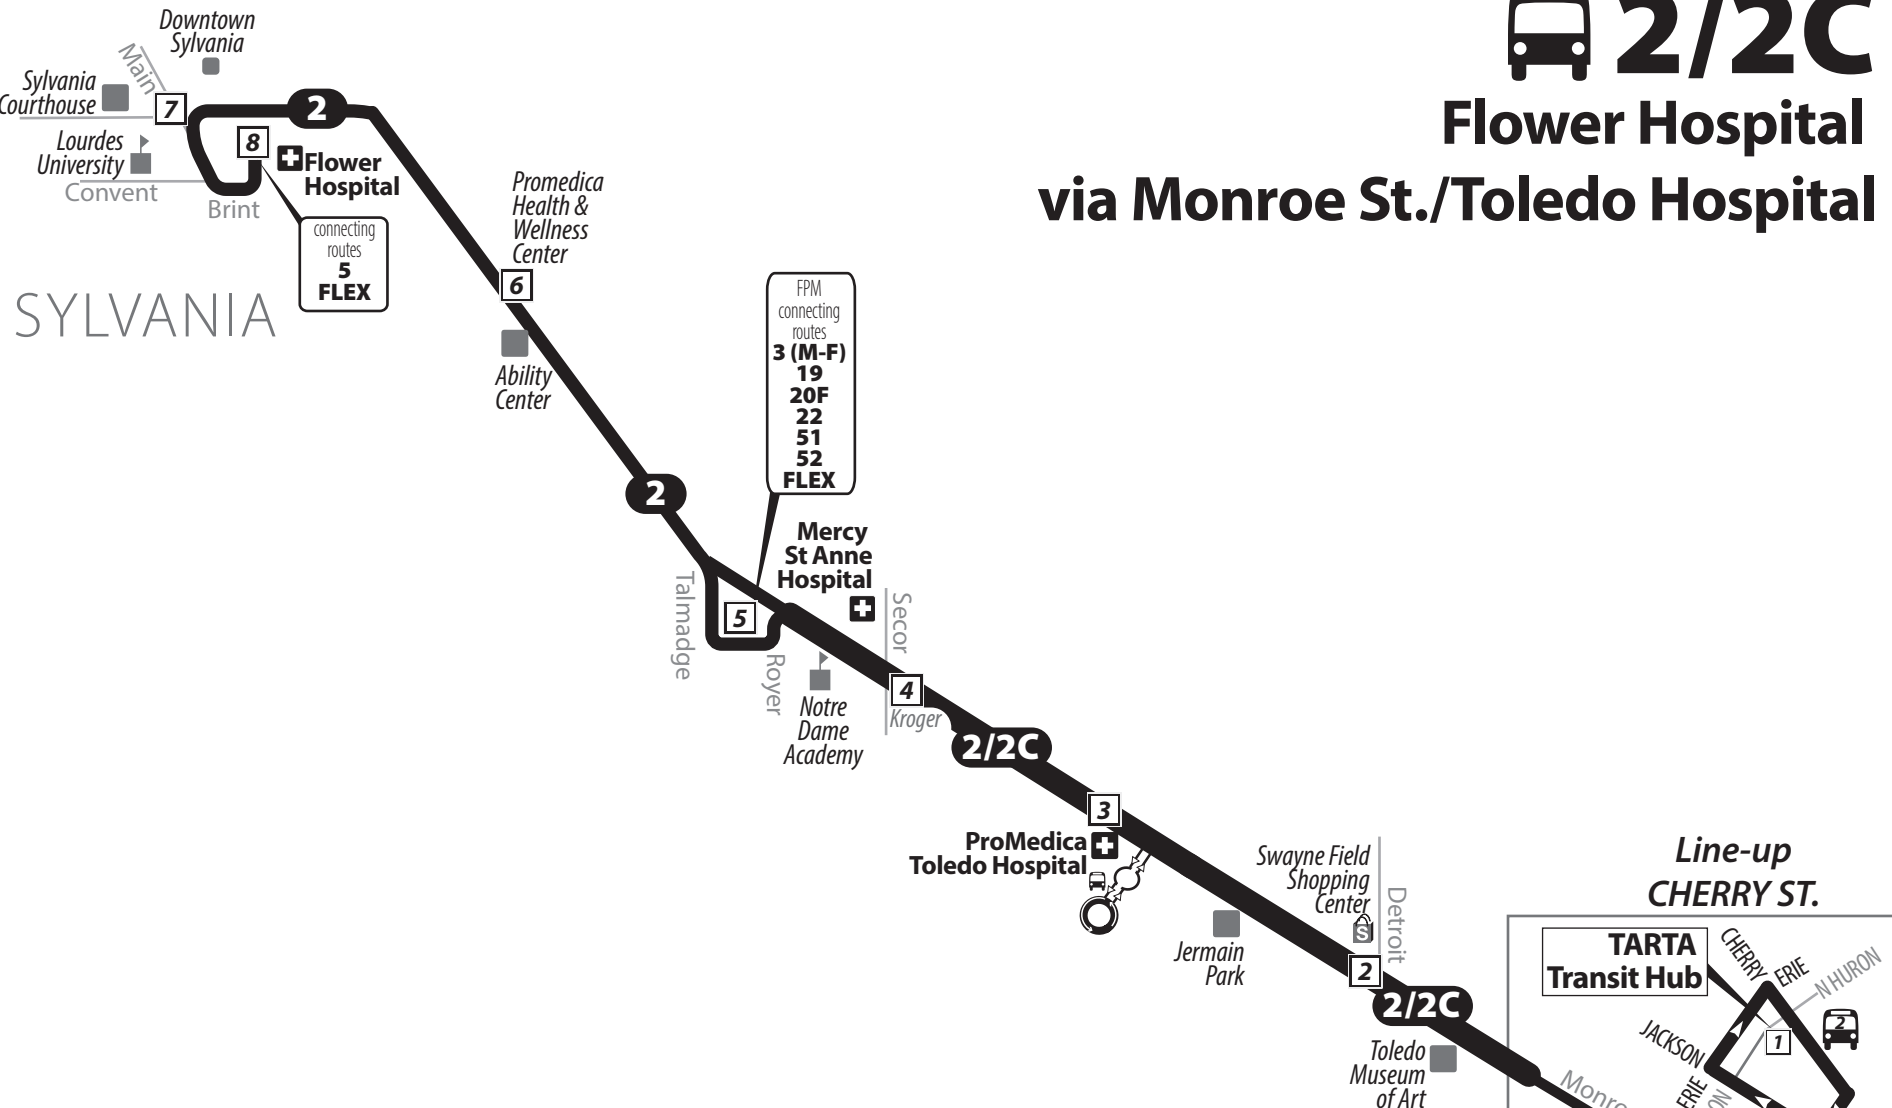 2/2C
Flower Hospital
via Monroe St./Toledo Hospital
Downtown
Sylvania
Main
Sylvania
Courthouse
7
2
Lourdes
University
8
Flower
Hospital
Convent
Brint
connecting
routes
5
FLEX
SYLVANIA
Promedica
Health &
Wellness
Center
6
Ability
Center
FPM
connecting
routes
3 (M-F)
19
20F
22
51
52
FLEX
2
Mercy
St Anne
Hospital
Talmadge
5
Royer
Secor
Notre
Dame
Academy
4
Kroger
2/2C
3
ProMedica
Toledo Hospital
Swayne Field
Shopping
Center
S
Detroit
Jermain
Park
2
2/2C
Toledo
Museum
of Art
Line-up
CHERRY ST.
TARTA
Transit Hub
CHERRY
ERIE
N HURON
2
1
JACKSON
ERIE